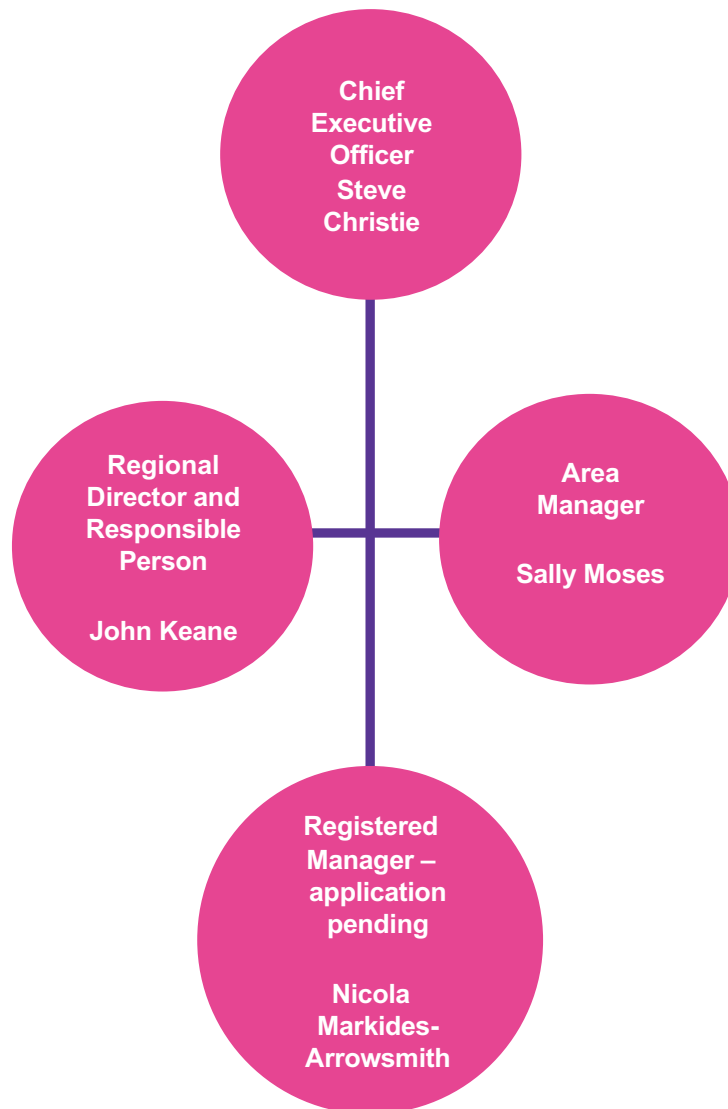 Chief
Executive
Officer
Steve
Christie
Regional
Director and
Responsible
Person
John Keane
Area
Manager
Sally Moses
Registered
Manager –
application
pending
Nicola
Markides-
Arrowsmith